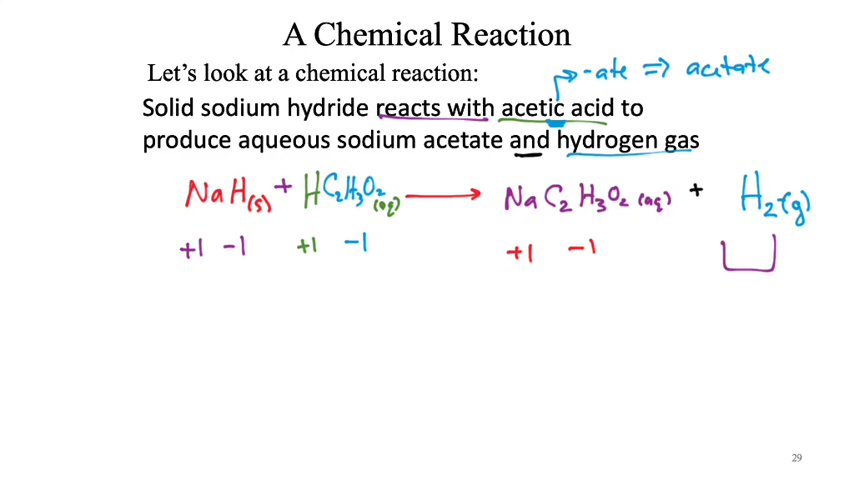 A Chemical Reaction
Let's look at a chemical reaction:
-ate ⇒ acetate
Solid sodium hydride reacts with acetic acid to
produce aqueous sodium acetate and hydrogen gas
NaH(s) + HC₂H₃O₂(aq) → NaC₂H₃O₂(aq) + H₂(g)
+1 -1 +1 -1 +1 -1
29